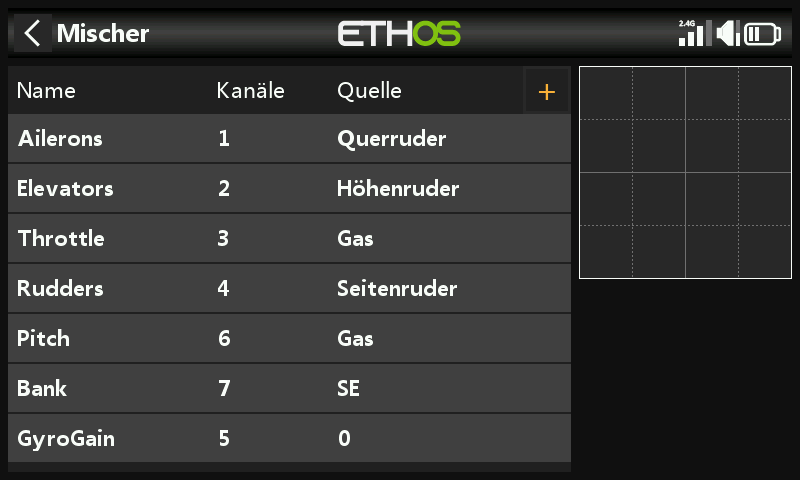 Mischer ETHOS 2.4G
Name Kanäle Quelle +
Ailerons 1 Querruder
Elevators 2 Höhenruder
Throttle 3 Gas
Rudders 4 Seitenruder
Pitch 6 Gas
Bank 7 SE
GyroGain 5 0